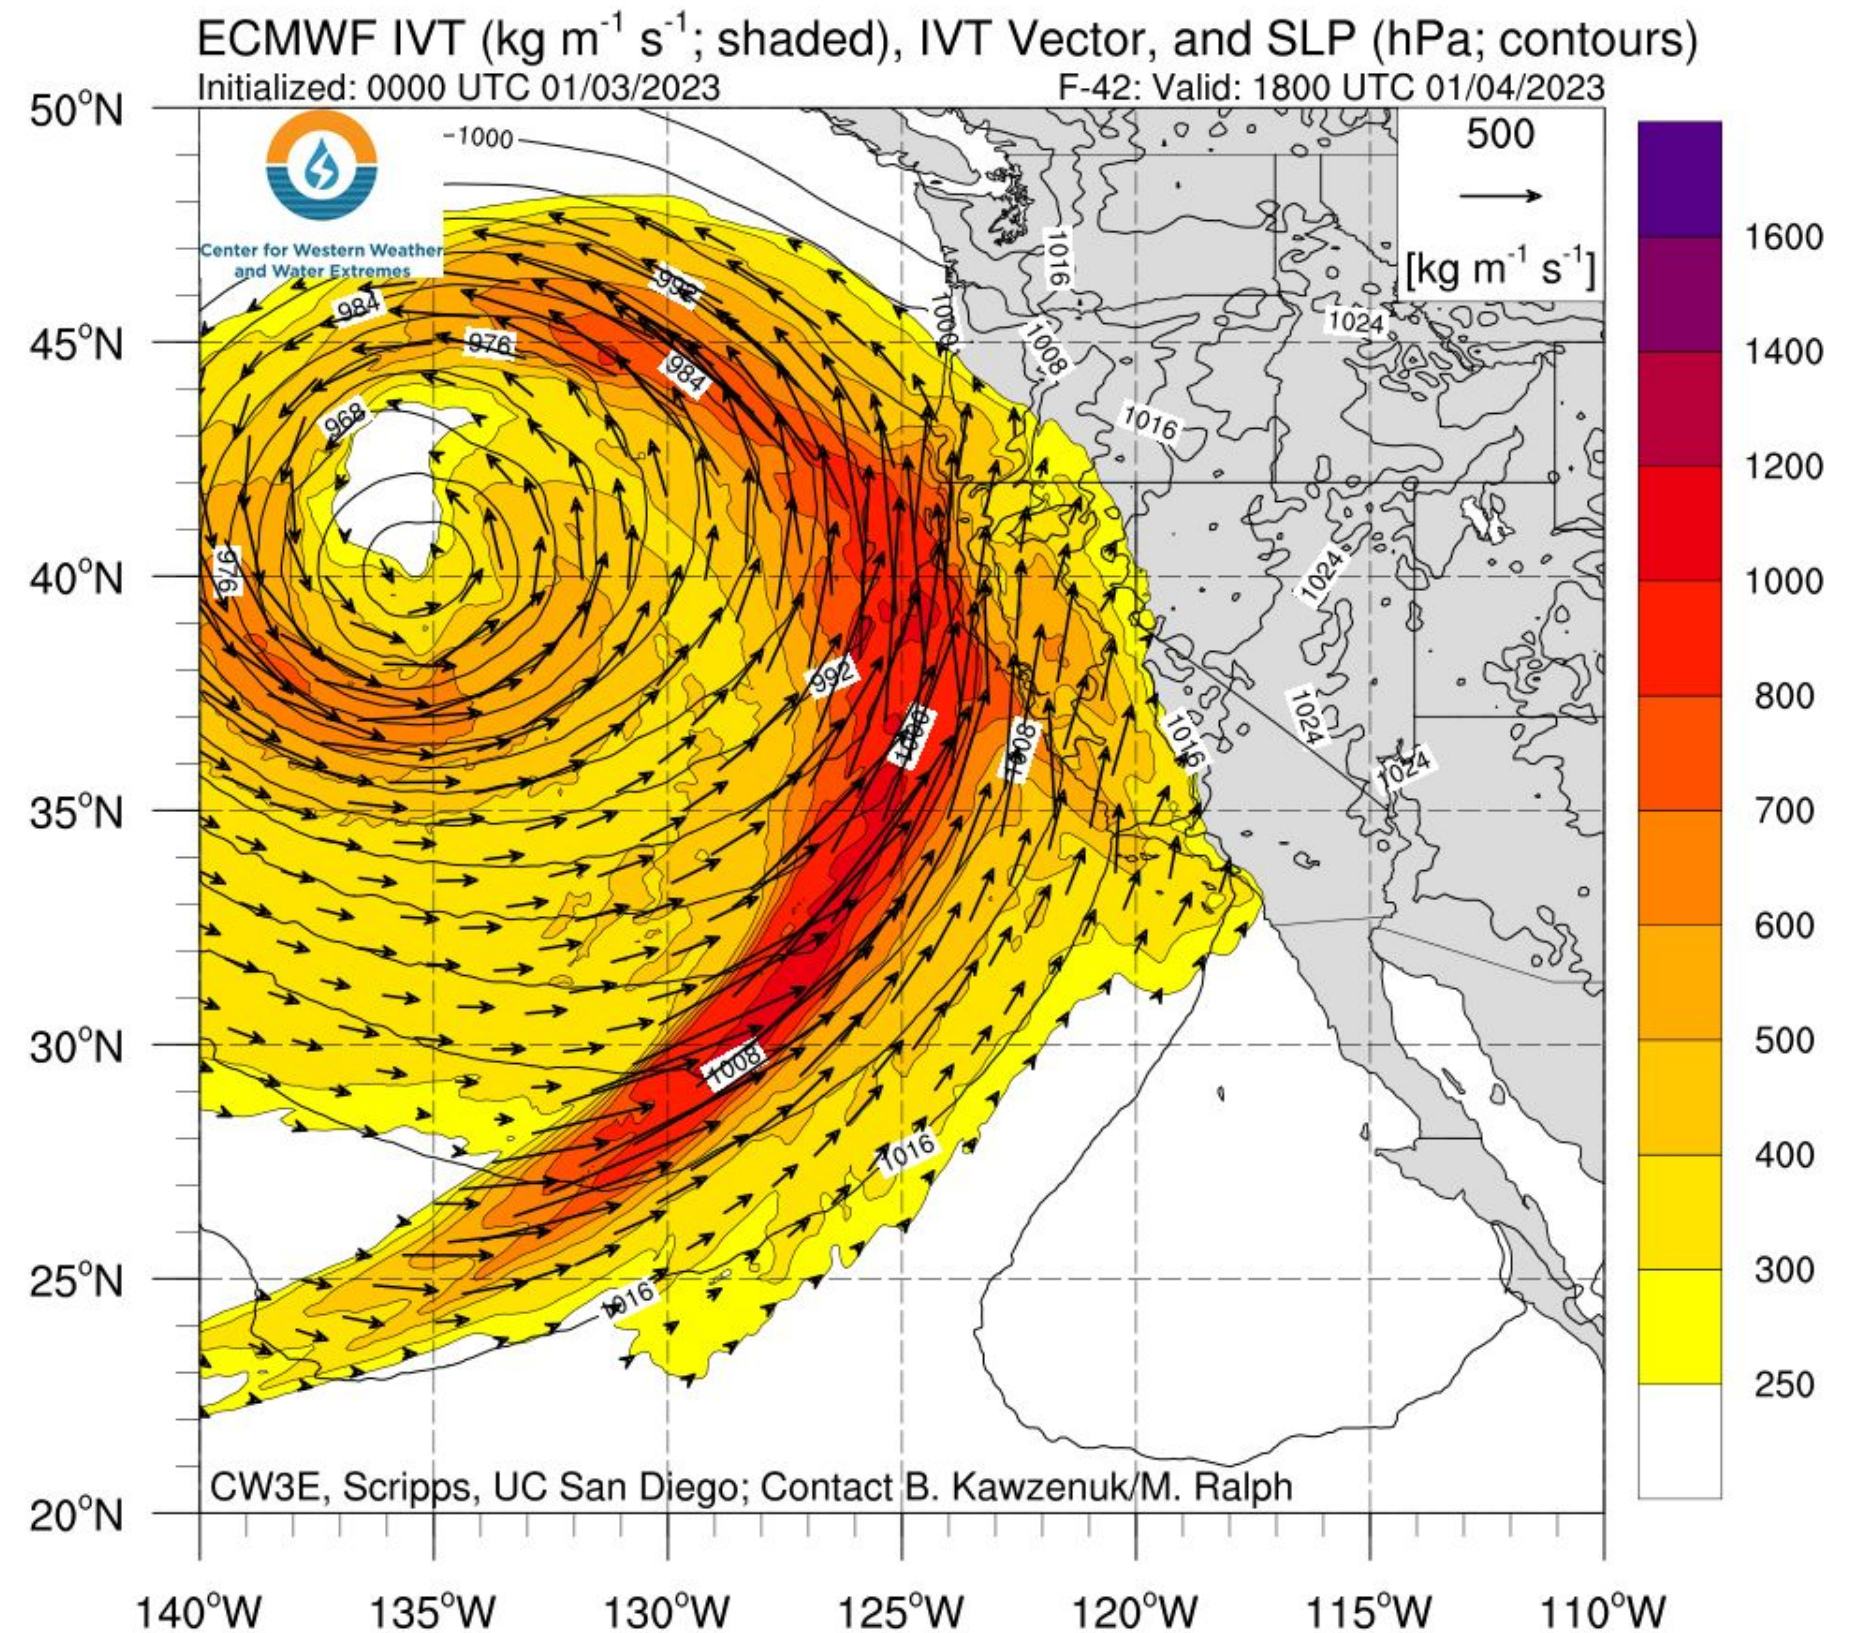 ECMWF IVT (kg m⁻¹ s⁻¹; shaded), IVT Vector, and SLP (hPa; contours)
Initialized: 0000 UTC 01/03/2023
F-42: Valid: 1800 UTC 01/04/2023
50°N
45°N
40°N
35°N
30°N
25°N
20°N
Center for Western Weather
and Water Extremes
500
[kg m⁻¹ s⁻¹]
1000
992
984
976
984
968
976
1000
1008
1016
1024
1016
1024
992
1000
1008
1016
1024
1024
1008
1016
1016
CW3E, Scripps, UC San Diego; Contact B. Kawzenuk/M. Ralph
140°W
135°W
130°W
125°W
120°W
115°W
110°W
1600
1400
1200
1000
800
700
600
500
400
300
250